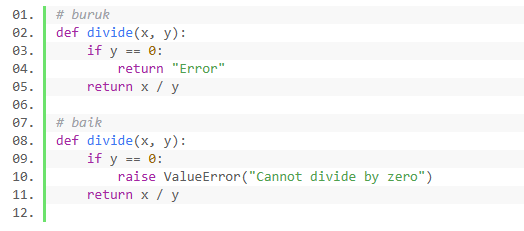 01. # buruk
02. def divide(x, y):
03.     if y == 0:
04.         return "Error"
05.     return x / y
06.
07. # baik
08. def divide(x, y):
09.     if y == 0:
10.         raise ValueError("Cannot divide by zero")
11.     return x / y
12.